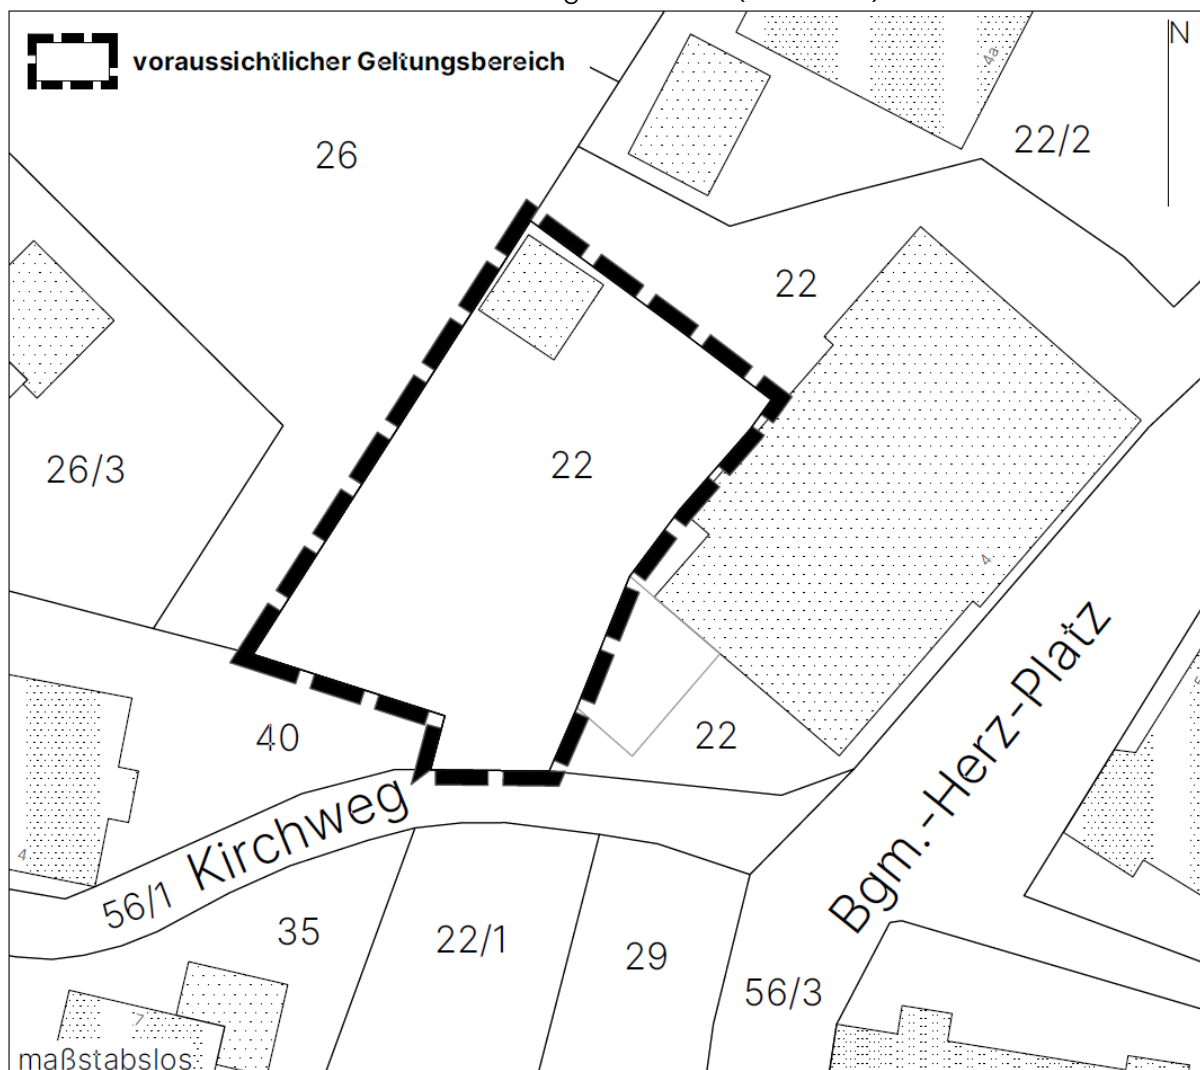 N
voraussichtlicher Geltungsbereich
4a
22/2
26
22
26/3
22
4
40
22
Bgm.-Herz-Platz
Kirchweg
4
56/1
35
22/1
29
56/3
7
maßstabslos